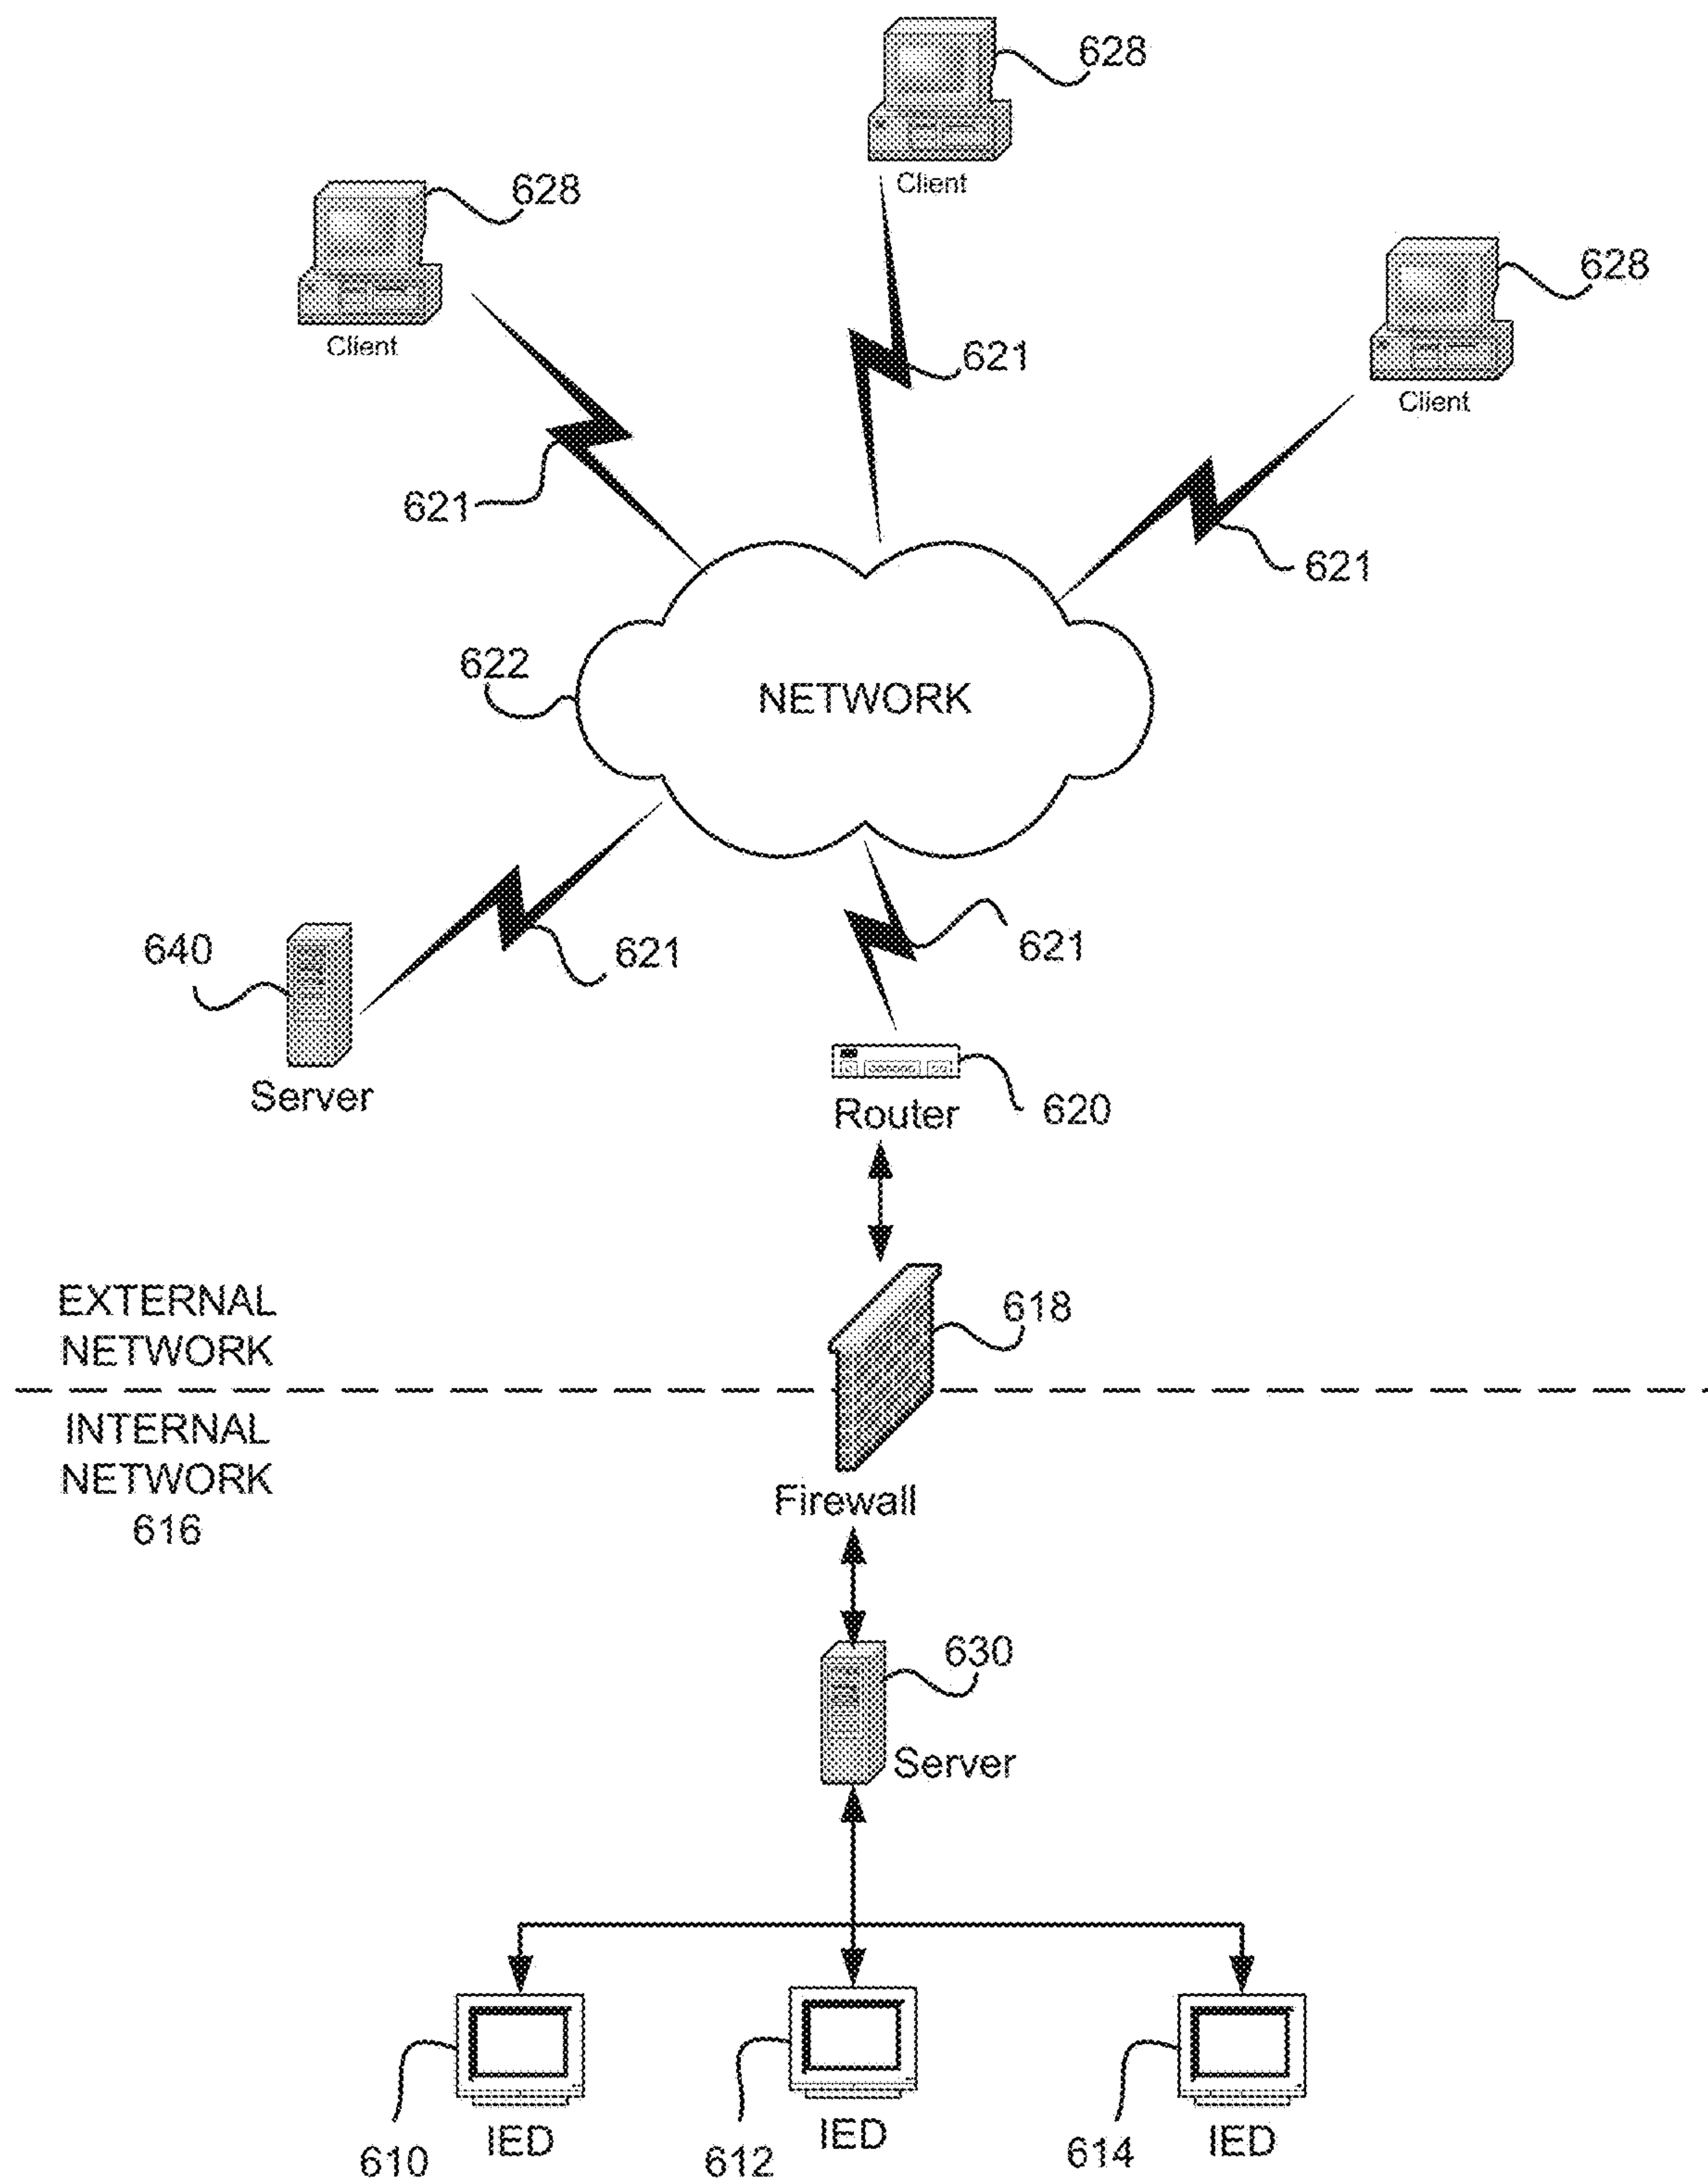 628
Client
628
Client
628
Client
621
621
621
622
NETWORK
640
621
621
Server
Router
620
EXTERNAL
NETWORK
618
INTERNAL
NETWORK
616
Firewall
630
Server
610
IED
612
IED
614
IED